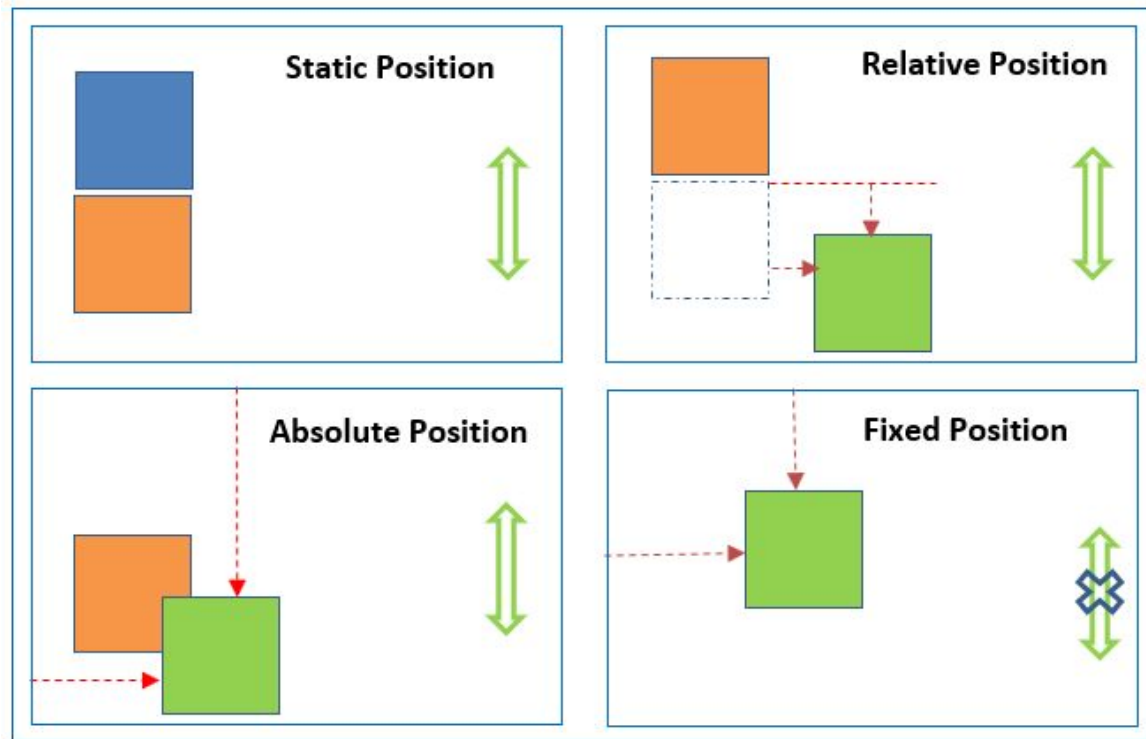 Static Position
Relative Position
Absolute Position
Fixed Position